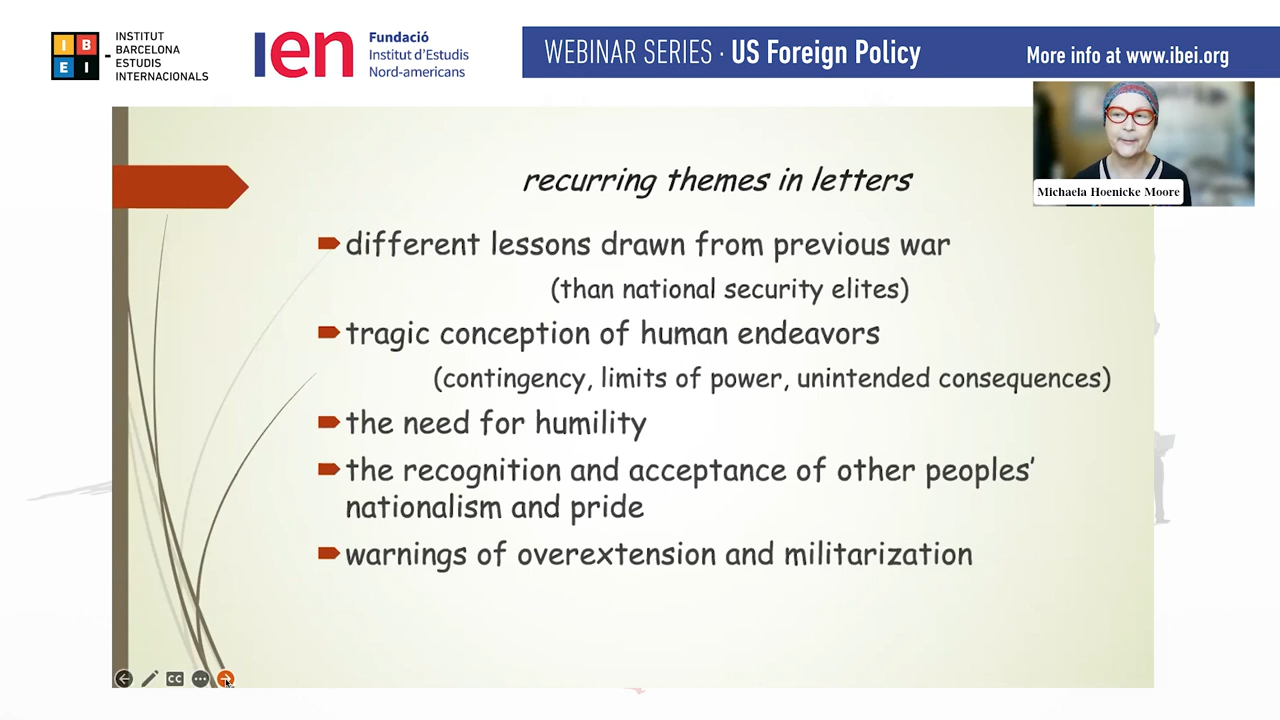 IB
EI
INSTITUT
BARCELONA
ESTUDIS
INTERNACIONALS
ien
Fundació
Institut d'Estudis
Nord-americans
WEBINAR SERIES · US Foreign Policy
More info at www.ibei.org
Michaela Hoenicke Moore
recurring themes in letters
different lessons drawn from previous war
(than national security elites)
tragic conception of human endeavors
(contingency, limits of power, unintended consequences)
the need for humility
the recognition and acceptance of other peoples’
nationalism and pride
warnings of overextension and militarization
CC